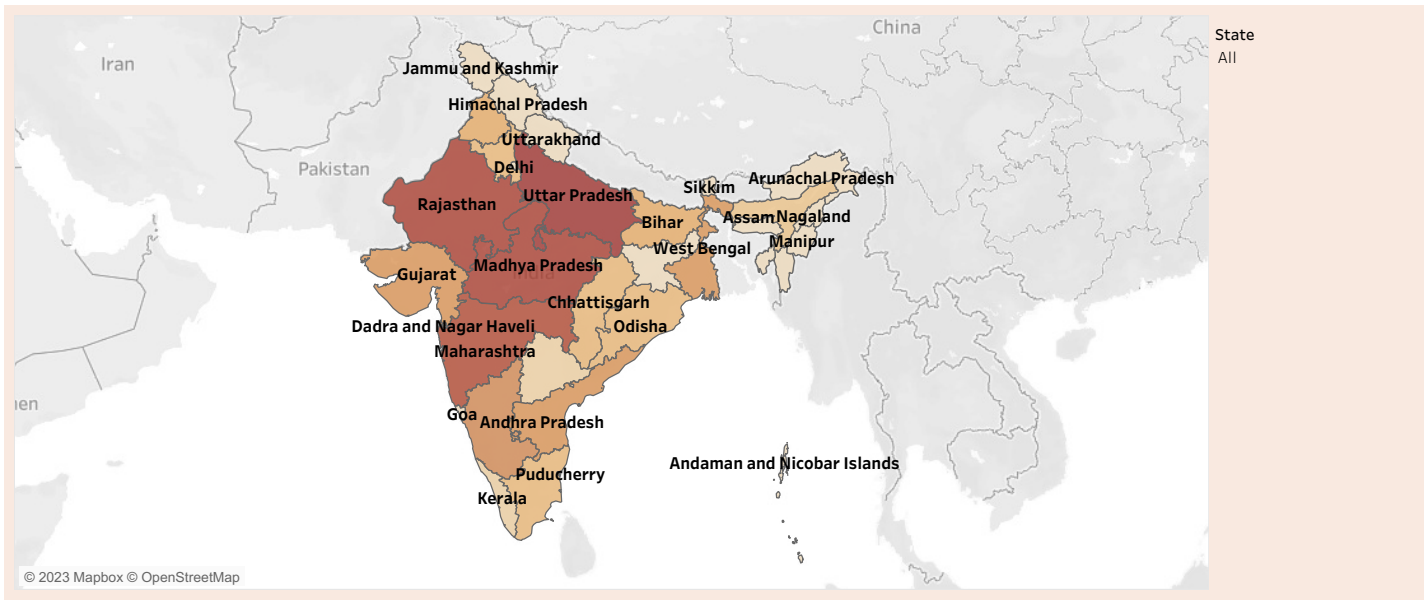 China
State
All
Iran
Jammu and Kashmir
Himachal Pradesh
Uttarakhand
Pakistan
Delhi
Arunachal Pradesh
Sikkim
Uttar Pradesh
Rajasthan
Bihar
Assam
Nagaland
Manipur
West Bengal
Madhya Pradesh
India
Gujarat
Chhattisgarh
Dadra and Nagar Haveli
Odisha
Maharashtra
Goa
Andhra Pradesh
Andaman and Nicobar Islands
Puducherry
Kerala
© 2023 Mapbox © OpenStreetMap